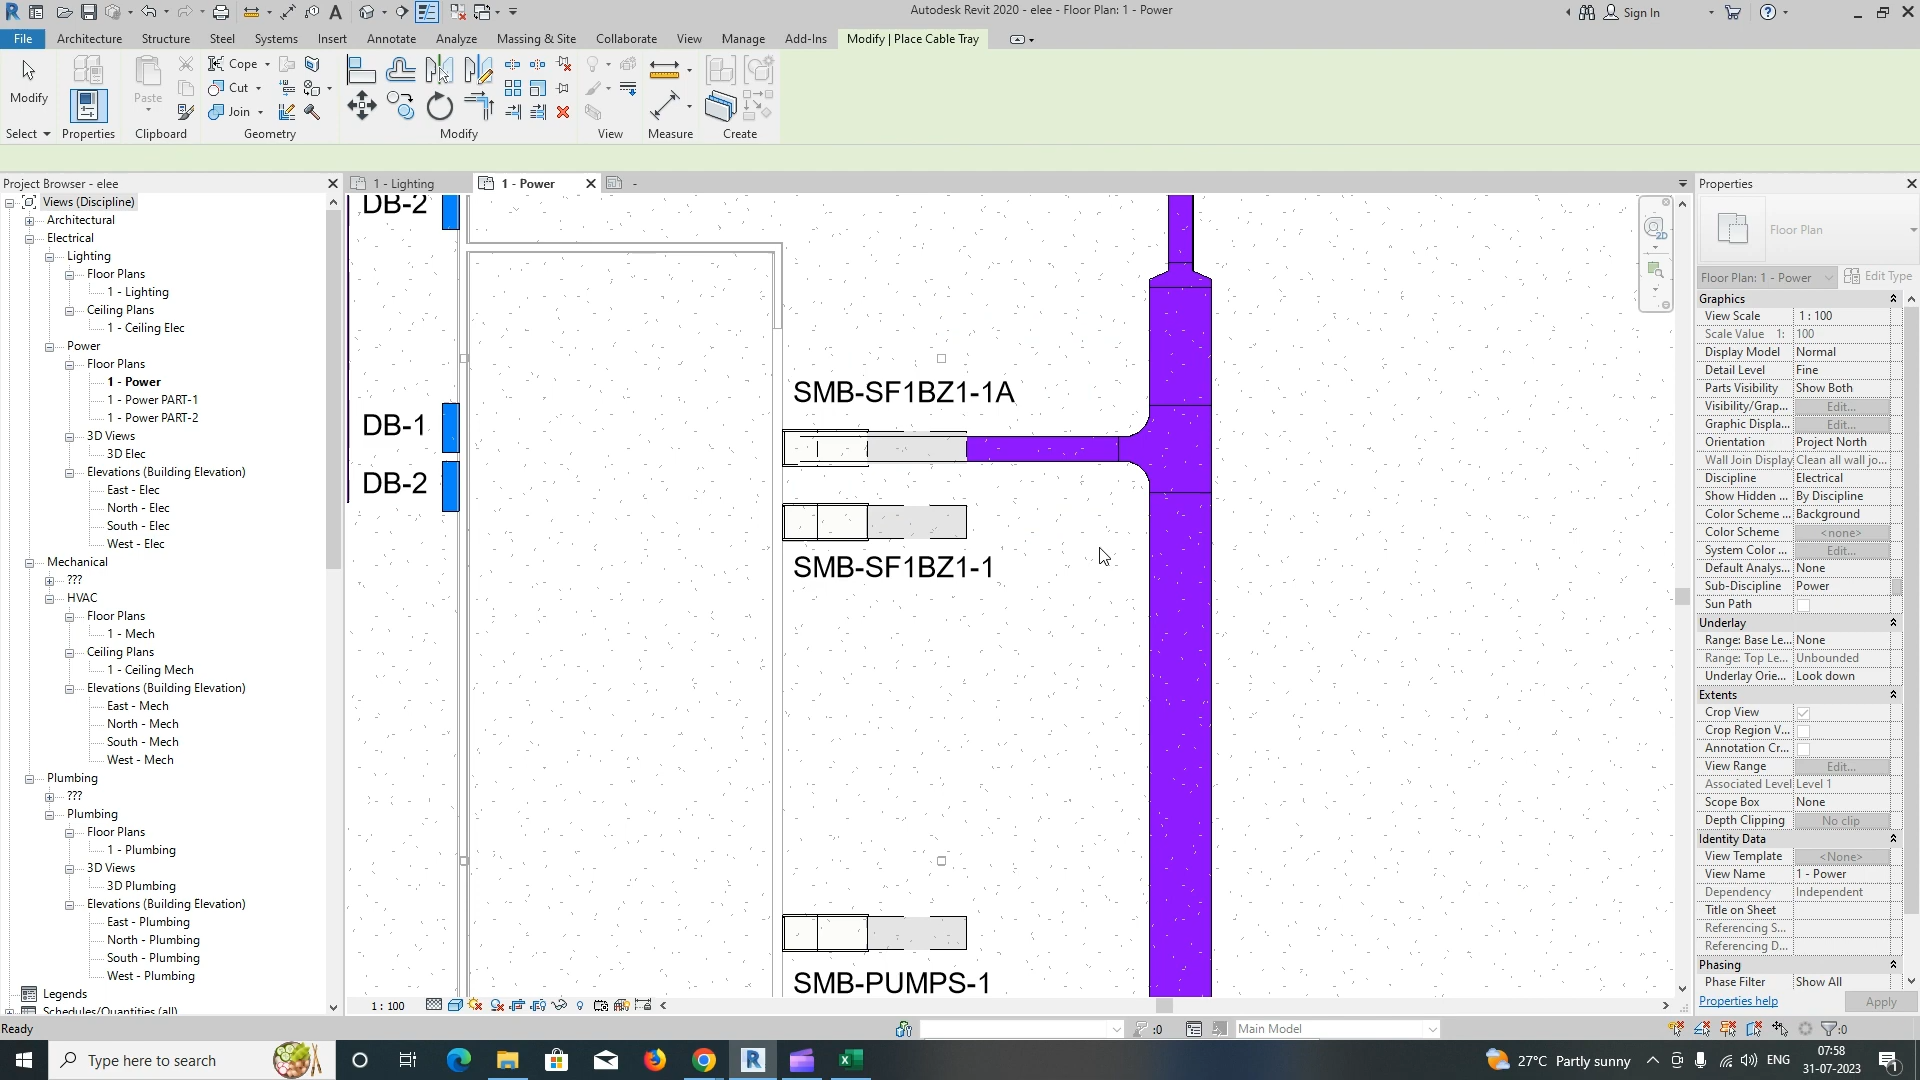 Autodesk Revit 2020 - elee - Floor Plan: 1 - Power
Sign In
File
Architecture
Structure
Steel
Systems
Insert
Annotate
Analyze
Massing & Site
Collaborate
View
Manage
Add-Ins
Modify | Place Cable Tray
Modify
Paste
Cope
Cut
Join
Select
Properties
Clipboard
Geometry
Modify
View
Measure
Create
Project Browser - elee
1 - Lighting
1 - Power
-
Properties
Views (Discipline)
Architectural
Electrical
Lighting
Floor Plans
1 - Lighting
Ceiling Plans
1 - Ceiling Elec
Power
Floor Plans
1 - Power
1 - Power PART-1
1 - Power PART-2
3D Views
3D Elec
Elevations (Building Elevation)
East - Elec
North - Elec
South - Elec
West - Elec
Mechanical
???
HVAC
Floor Plans
1 - Mech
Ceiling Plans
1 - Ceiling Mech
Elevations (Building Elevation)
East - Mech
North - Mech
South - Mech
West - Mech
Plumbing
???
Plumbing
Floor Plans
1 - Plumbing
3D Views
3D Plumbing
Elevations (Building Elevation)
East - Plumbing
North - Plumbing
South - Plumbing
West - Plumbing
Legends
Schedules/Quantities (all)
DB-2
DB-1
DB-2
SMB-SF1BZ1-1A
SMB-SF1BZ1-1
SMB-PUMPS-1
2D
Floor Plan
Floor Plan: 1 - Power
Edit Type
Graphics
View Scale 1 : 100
Scale Value 1: 100
Display Model Normal
Detail Level Fine
Parts Visibility Show Both
Visibility/Grap... Edit...
Graphic Displa... Edit...
Orientation Project North
Wall Join Display Clean all wall jo...
Discipline Electrical
Show Hidden ... By Discipline
Color Scheme ... Background
Color Scheme <none>
System Color ... Edit...
Default Analys... None
Sub-Discipline Power
Sun Path
Underlay
Range: Base Le... None
Range: Top Le... Unbounded
Underlay Orie... Look down
Extents
Crop View
Crop Region V...
Annotation Cr...
View Range Edit...
Associated Level Level 1
Scope Box None
Depth Clipping No clip
Identity Data
View Template <None>
View Name 1 - Power
Dependency Independent
Title on Sheet
Referencing S...
Referencing D...
Phasing
Phase Filter Show All
Properties help
Apply
1 : 100
Ready
:0
Main Model
:0
Type here to search
27°C Partly sunny
ENG
07:58
31-07-2023
1